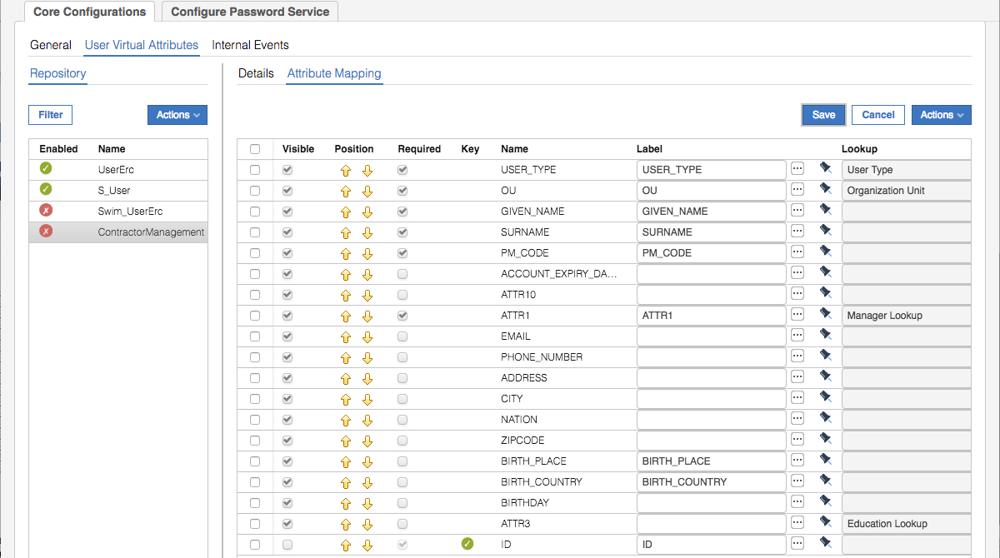 Core Configurations Configure Password Service
General User Virtual Attributes Internal Events
Repository
Details Attribute Mapping
Filter Actions
Save Cancel Actions
Enabled Name
UserErc
S_User
Swim_UserErc
ContractorManagement
Visible Position Required Key Name Label Lookup
USER_TYPE USER_TYPE User Type
OU OU Organization Unit
GIVEN_NAME GIVEN_NAME
SURNAME SURNAME
PM_CODE PM_CODE
ACCOUNT_EXPIRY_DA...
ATTR10
ATTR1 ATTR1 Manager Lookup
EMAIL
PHONE_NUMBER
ADDRESS
CITY
NATION
ZIPCODE
BIRTH_PLACE BIRTH_PLACE
BIRTH_COUNTRY BIRTH_COUNTRY
BIRTHDAY
ATTR3 Education Lookup
ID ID